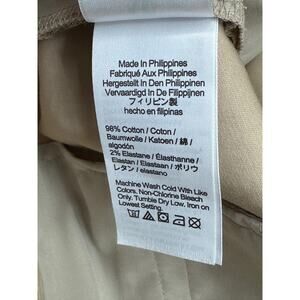 Made In Philippines
Fabriqué Aux Philippines
Hergestellt In Den Philippinen
Vervaardigd In De Filippijnen
フィリピン製
hecho en filipinas
98% Cotton / Coton /
Baumwolle / Katoen / 綿 /
algodón
2% Elastane / Élasthanne /
Elastan / Elastaan / ポリウ
レタン / elastano
Machine Wash Cold With Like
Colors. Non-Chlorine Bleach
Only. Tumble Dry Low. Iron on
Lowest Setting.